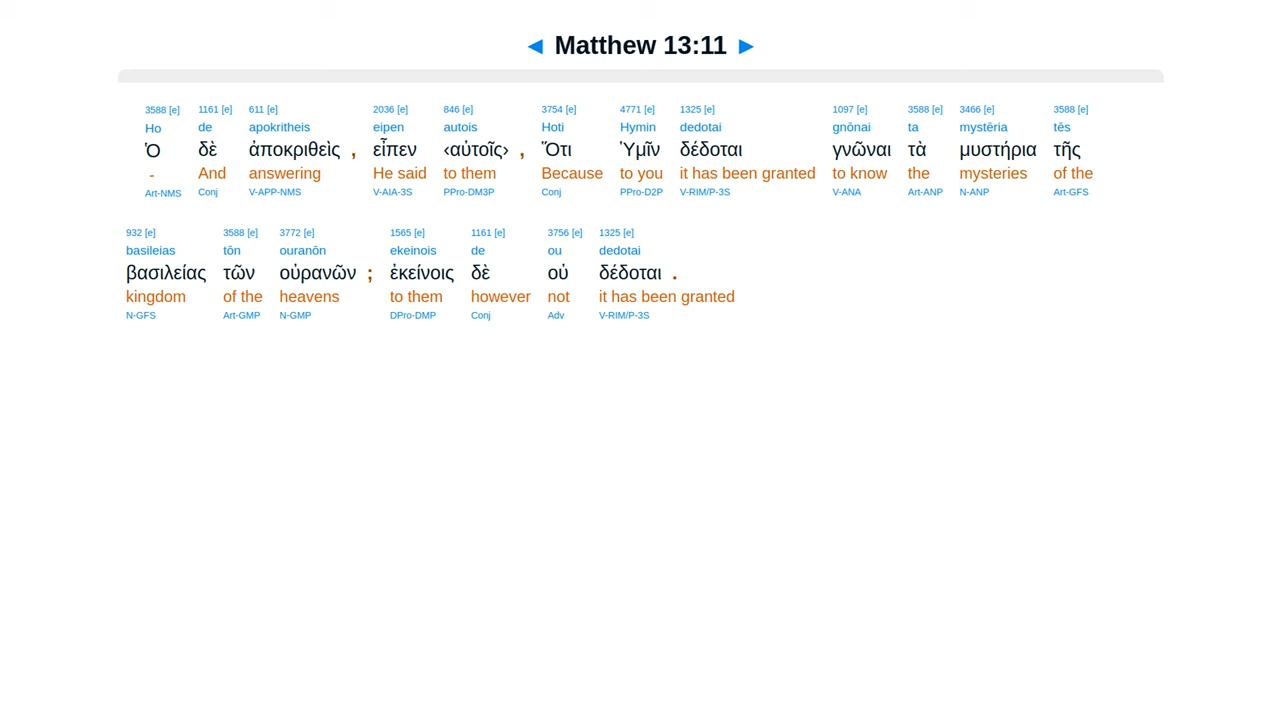 ◄ Matthew 13:11 ►
3588 [e] 1161 [e] 611 [e] 2036 [e] 846 [e] 3754 [e] 4771 [e] 1325 [e] 1097 [e] 3588 [e] 3466 [e] 3588 [e]
Ho de apokritheis eipen autois Hoti Hymin dedotai gnōnai ta mystēria tēs
Ὁ δὲ ἀποκριθεὶς , εἶπεν ‹αὐτοῖς› , Ὅτι Ὑμῖν δέδοται γνῶναι τὰ μυστήρια τῆς
- And answering He said to them Because to you it has been granted to know the mysteries of the
Art-NMS Conj V-APP-NMS V-AIA-3S PPro-DM3P Conj PPro-D2P V-RIM/P-3S V-ANA Art-ANP N-ANP Art-GFS
932 [e] 3588 [e] 3772 [e] 1565 [e] 1161 [e] 3756 [e] 1325 [e]
basileias tōn ouranōn ekeinois de ou dedotai
βασιλείας τῶν οὐρανῶν ; ἐκείνοις δὲ οὐ δέδοται .
kingdom of the heavens to them however not it has been granted
N-GFS Art-GMP N-GMP DPro-DMP Conj Adv V-RIM/P-3S